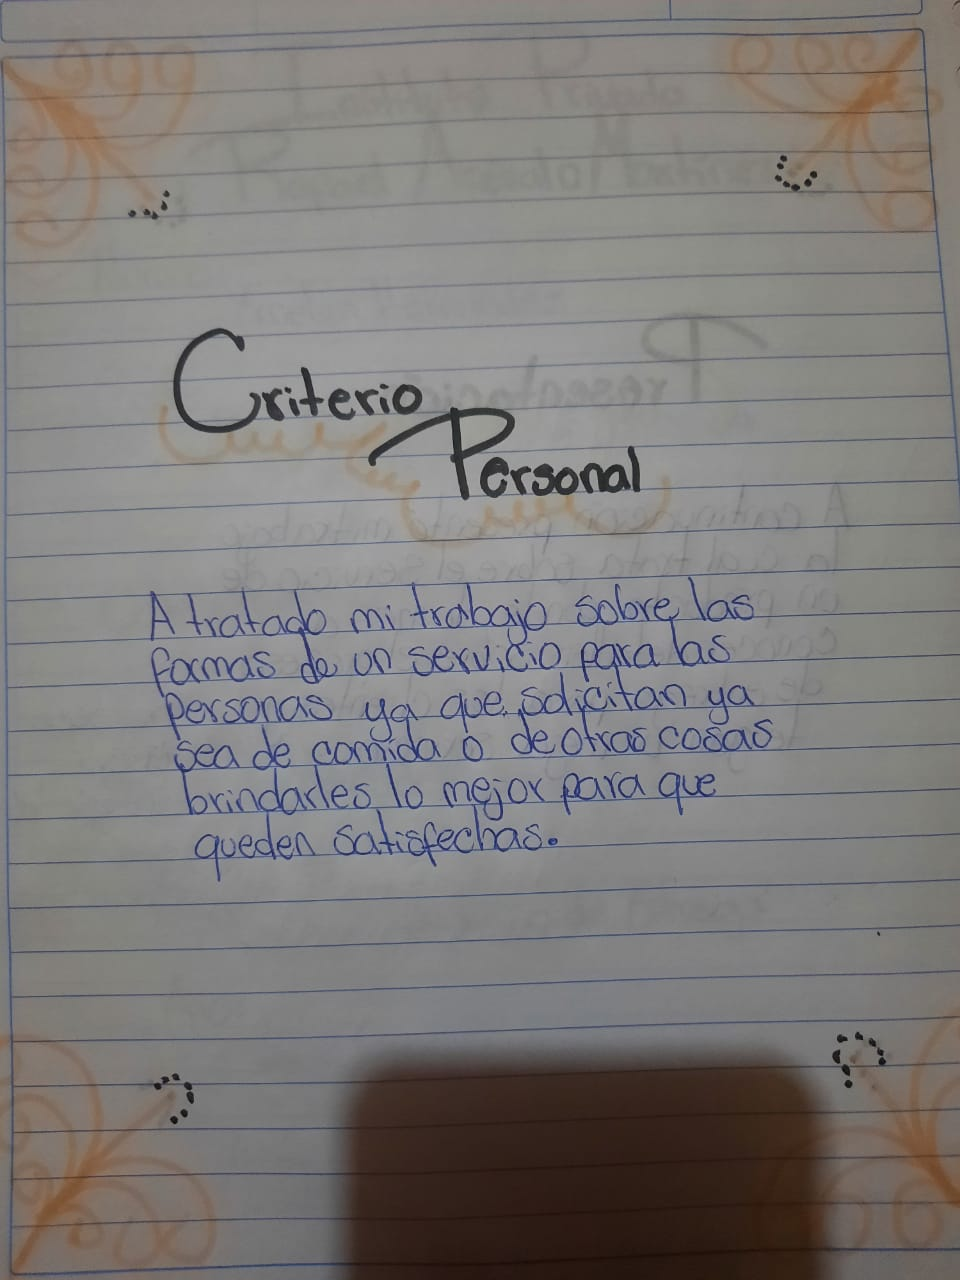 Criterio
Personal
A tratado mi trabajo sobre las
formas de un servicio para las
personas ya que solicitan ya
sea de comida o de otras cosas
brindarles lo mejor para que
queden satisfechas.